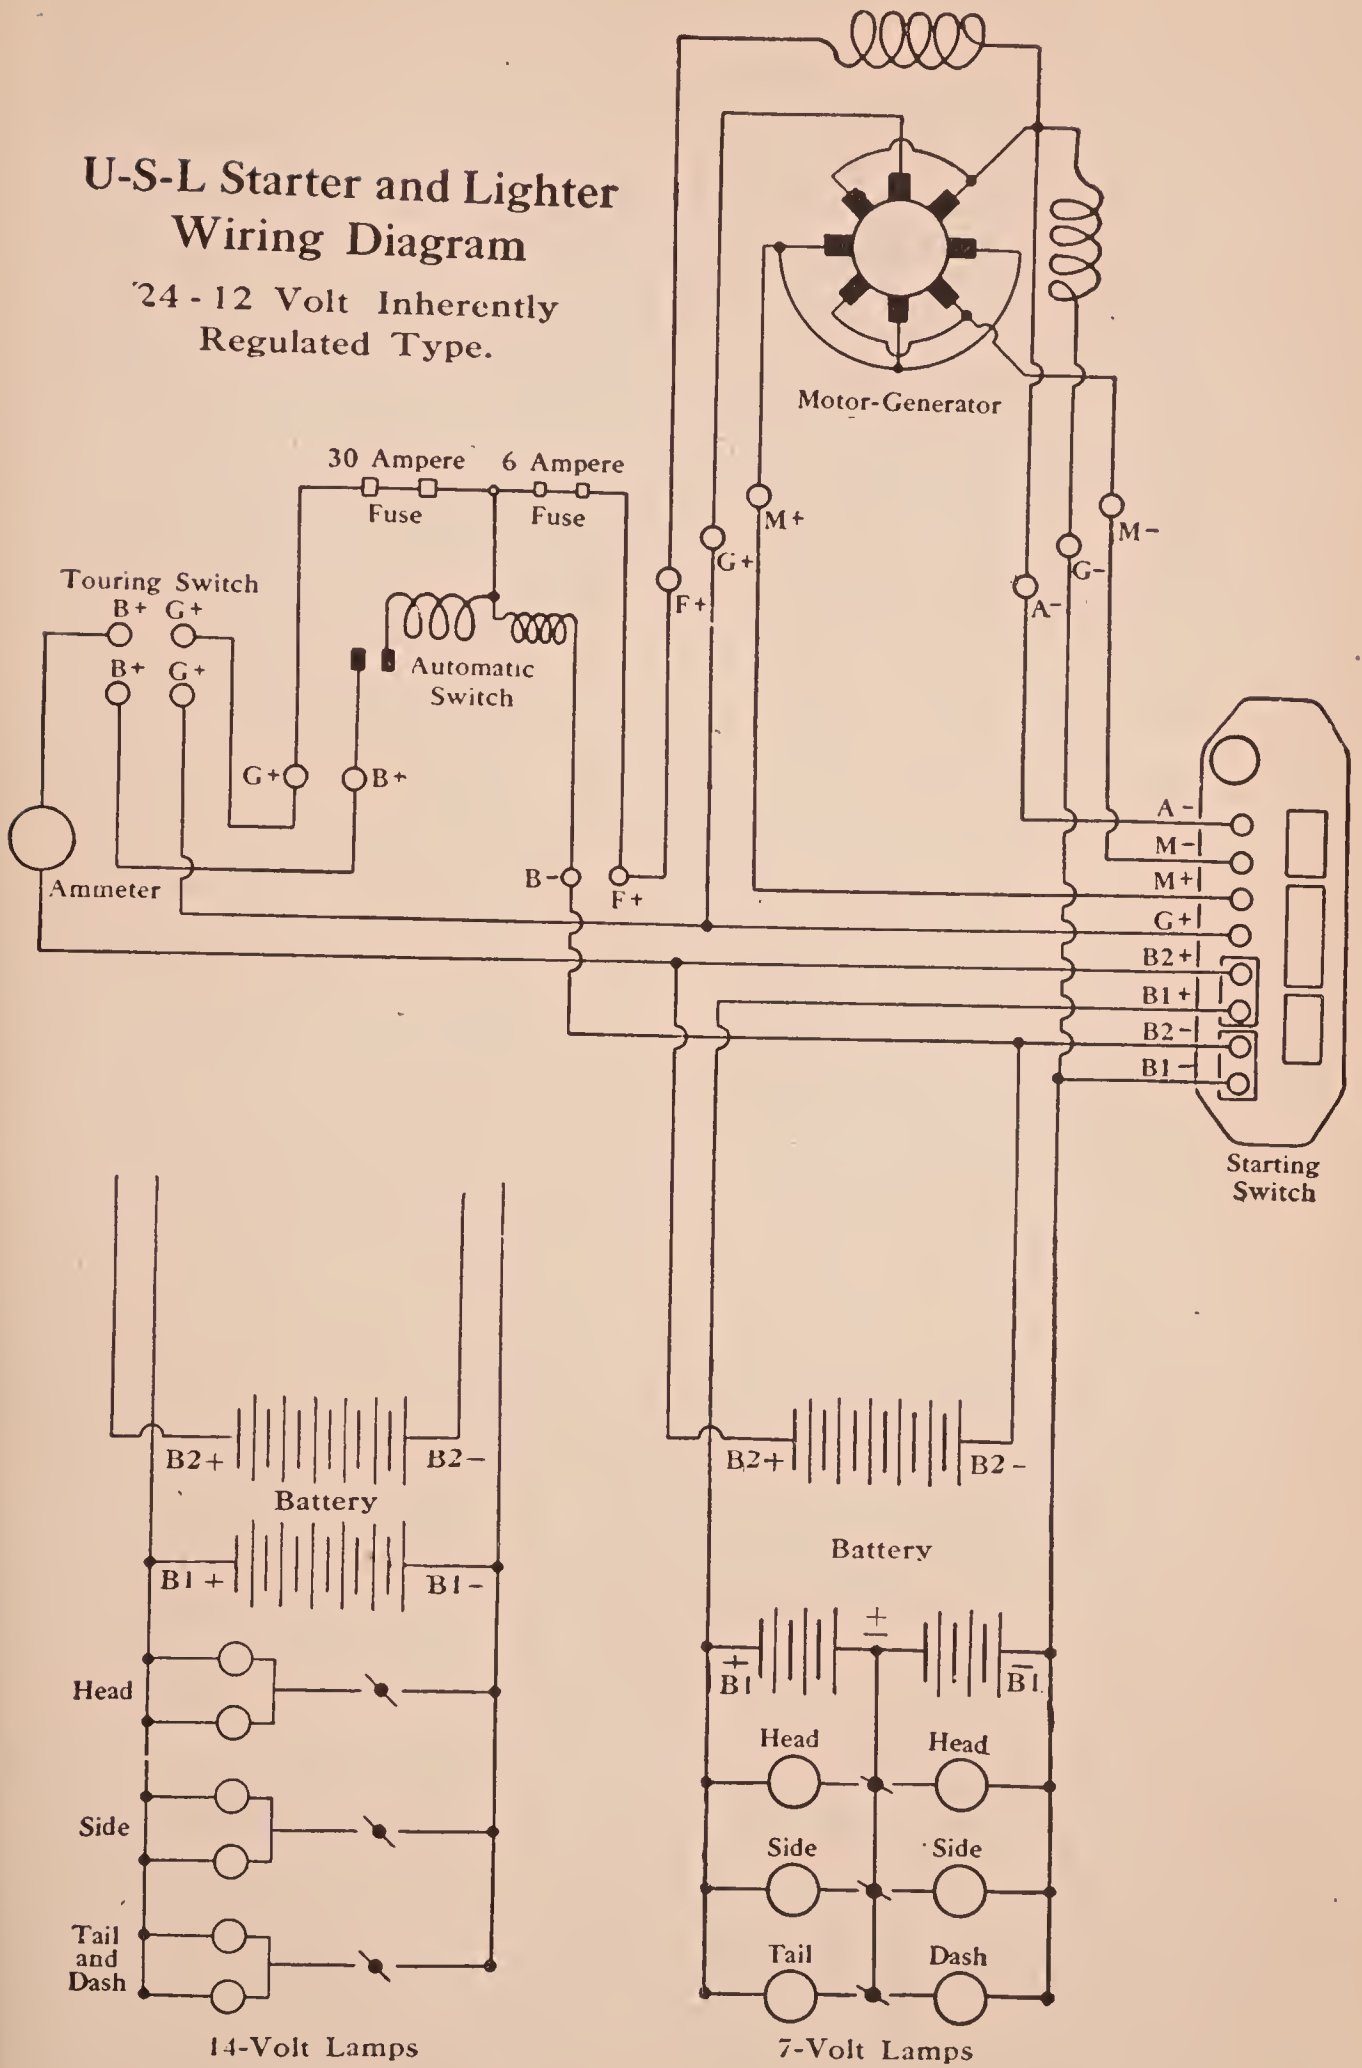 U-S-L Starter and Lighter
Wiring Diagram
24-12 Volt Inherently
Regulated Type.
Motor-Generator
30 Ampere 6 Ampere
Fuse Fuse
M+
M-
G+
G-
F+
A-
Touring Switch
B+ G+
B+ G+
Automatic
Switch
G+ B+
Ammeter
B- F+
A-
M-
M+
G+
B2+
B1+
B2-
B1-
Starting
Switch
B2+ B2-
Battery
B1+ B1-
Head
Side
Tail
and
Dash
14-Volt Lamps
B2+ B2-
Battery
+
-
+ -
B1 B1
Head Head
Side Side
Tail Dash
7-Volt Lamps